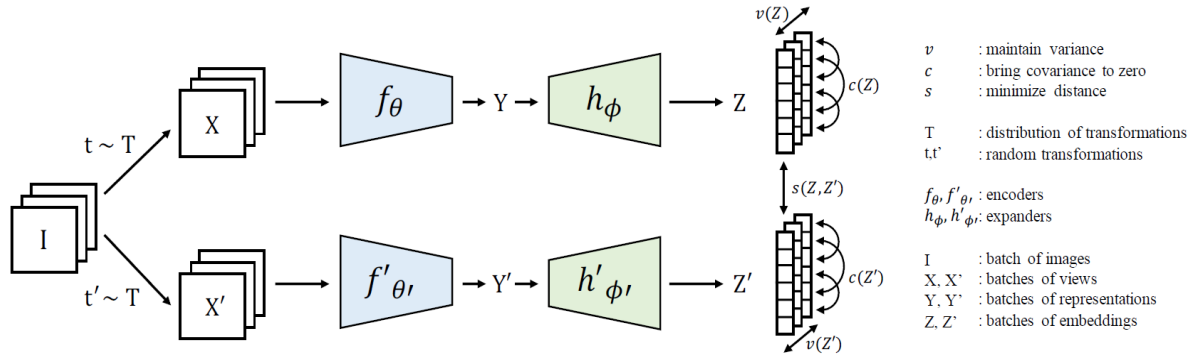 v(Z)
t ~ T
X
f_θ
Y
h_ϕ
Z
c(Z)
I
s(Z,Z′)
t′ ~ T
X′
f′_θ′
Y′
h′_ϕ′
Z′
c(Z′)
v(Z′)
v : maintain variance
c : bring covariance to zero
s : minimize distance
T : distribution of transformations
t,t’ : random transformations
f_θ, f′_θ′ : encoders
h_ϕ, h′_ϕ′ : expanders
I : batch of images
X, X’ : batches of views
Y, Y’ : batches of representations
Z, Z’ : batches of embeddings